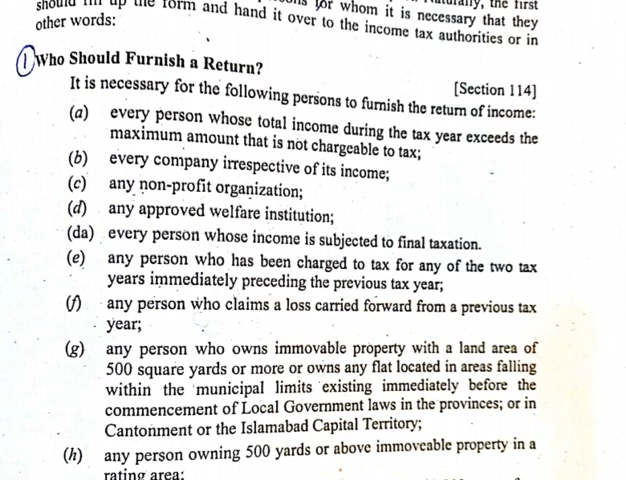 should fill up the form and hand it over to the income tax authorities or in
for whom it is necessary that they
other words:
① Who Should Furnish a Return?
[Section 114]
It is necessary for the following persons to furnish the return of income:
(a) every person whose total income during the tax year exceeds the
maximum amount that is not chargeable to tax;
(b) every company irrespective of its income;
(c) any non-profit organization;
(d) any approved welfare institution;
(da) every person whose income is subjected to final taxation.
(e) any person who has been charged to tax for any of the two tax
years immediately preceding the previous tax year;
(f) any person who claims a loss carried forward from a previous tax
year;
(g) any person who owns immovable property with a land area of
500 square yards or more or owns any flat located in areas falling
within the municipal limits existing immediately before the
commencement of Local Government laws in the provinces; or in
Cantonment or the Islamabad Capital Territory;
(h) any person owning 500 yards or above immoveable property in a
rating area;